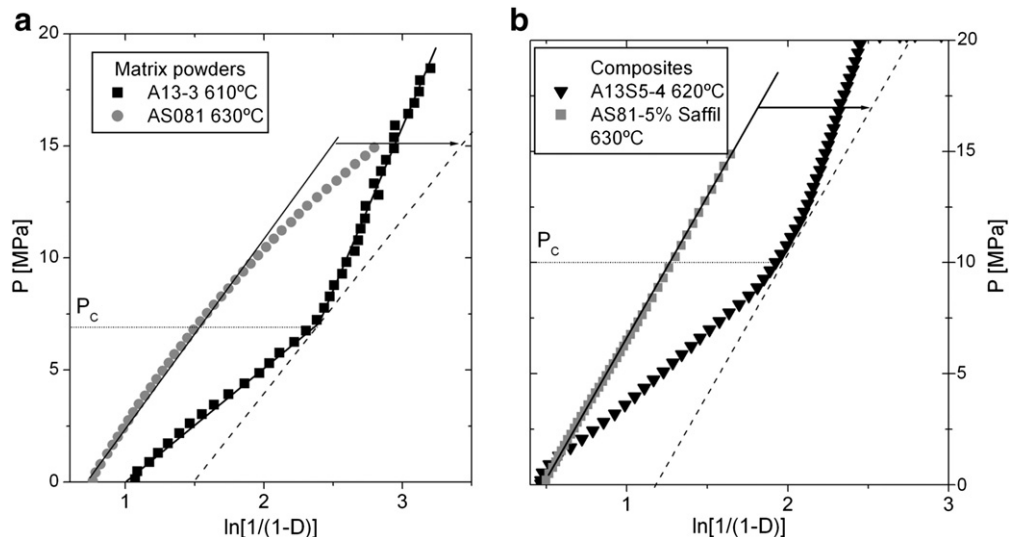 a
20
15
10
5
0
P [MPa]
Matrix powders
A13-3 610ºC
AS081 630ºC
Pc
1
2
3
ln[1/(1-D)]
b
20
15
10
5
0
P [MPa]
Composites
A13S5-4 620ºC
AS81-5% Saffil
630ºC
Pc
1
2
3
ln[1/(1-D)]